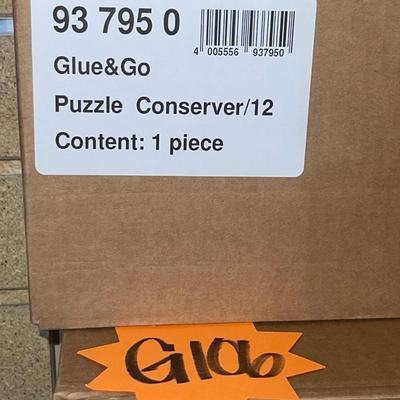 93 795 0
4 005556 937950
Glue&Go
Puzzle Conserver/12
Content: 1 piece
G106